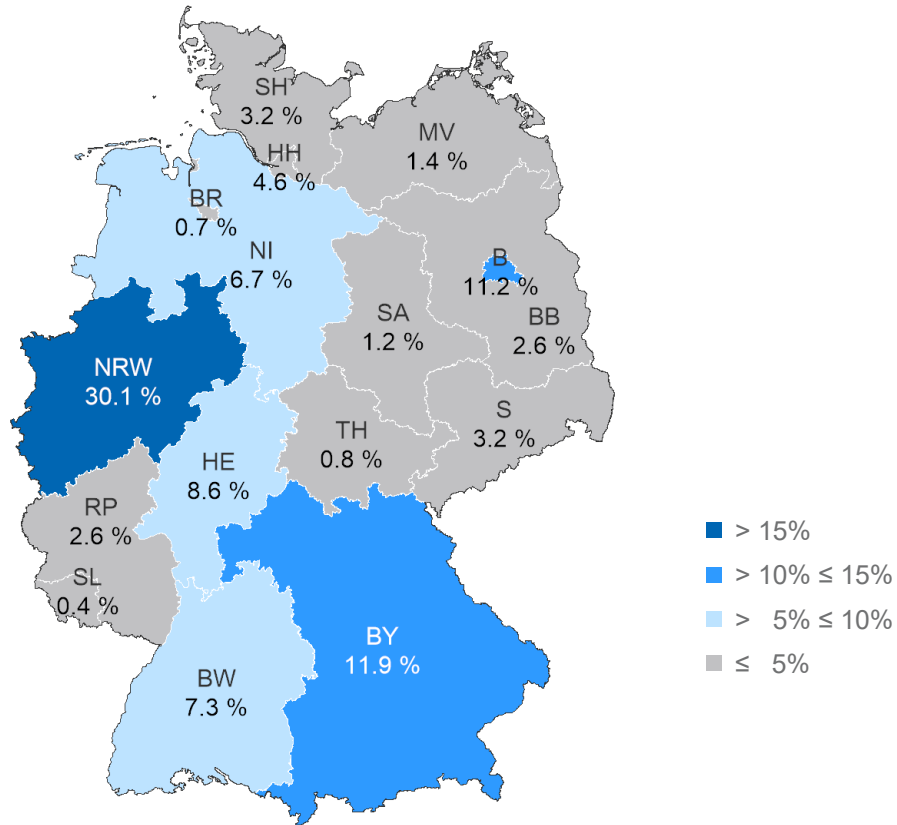 SH
3.2 %
MV
1.4 %
HH
4.6 %
BR
0.7 %
NI
6.7 %
B
11.2 %
BB
2.6 %
SA
1.2 %
NRW
30.1 %
S
3.2 %
TH
0.8 %
HE
8.6 %
RP
2.6 %
SL
0.4 %
BY
11.9 %
BW
7.3 %
> 15%
> 10% ≤ 15%
> 5% ≤ 10%
≤ 5%